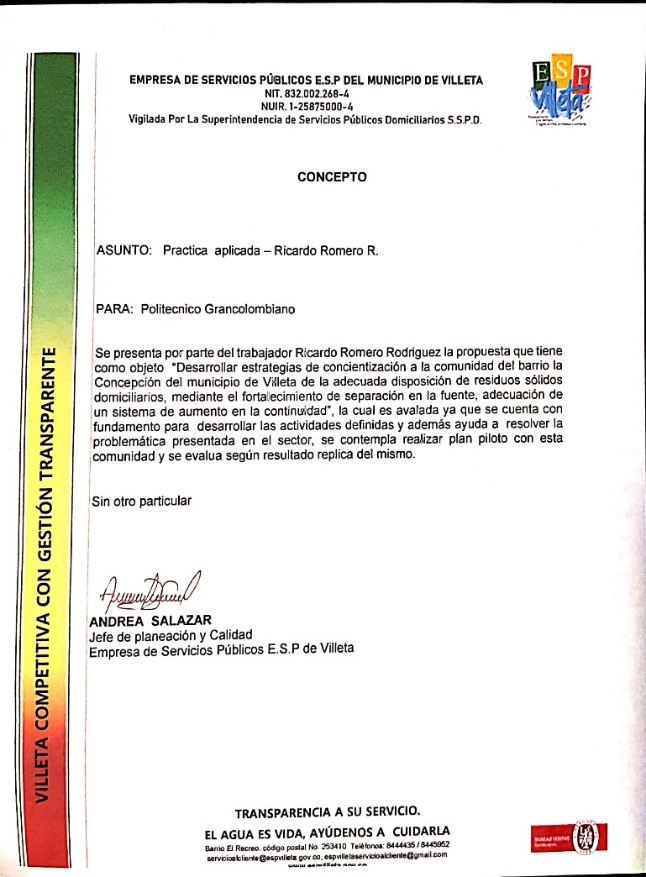 EMPRESA DE SERVICIOS PÚBLICOS E.S.P DEL MUNICIPIO DE VILLETA
NIT. 832.002.268-4
NUIR. 1-25875000-4
Vigilada Por La Superintendencia de Servicios Públicos Domiciliarios S.S.P.D.
ESP
Villeta
CONCEPTO
ASUNTO: Practica aplicada – Ricardo Romero R.
PARA: Politecnico Grancolombiano
Se presenta por parte del trabajador Ricardo Romero Rodriguez la propuesta que tiene
como objeto "Desarrollar estrategias de concientización a la comunidad del barrio la
Concepción del municipio de Villeta de la adecuada disposición de residuos sólidos
domiciliarios, mediante el fortalecimiento de separación en la fuente, adecuación de
un sistema de aumento en la continuidad", la cual es avalada ya que se cuenta con
fundamento para desarrollar las actividades definidas y además ayuda a resolver la
problemática presentada en el sector, se contempla realizar plan piloto con esta
comunidad y se evalua según resultado replica del mismo.
Sin otro particular
ANDREA SALAZAR
Jefe de planeación y Calidad
Empresa de Servicios Públicos E.S.P de Villeta
VILLETA COMPETITIVA CON GESTIÓN TRANSPARENTE
TRANSPARENCIA A SU SERVICIO.
EL AGUA ES VIDA, AYÚDENOS A CUIDARLA
Barrio El Recreo. código postal No. 253410 Teléfonos: 8444435 / 8445952
servicioalcliente@espvilleta.gov.co, espvilletaservicioalcliente@gmail.com
www.espvilleta.gov.co
BUREAU VERITAS
Certification